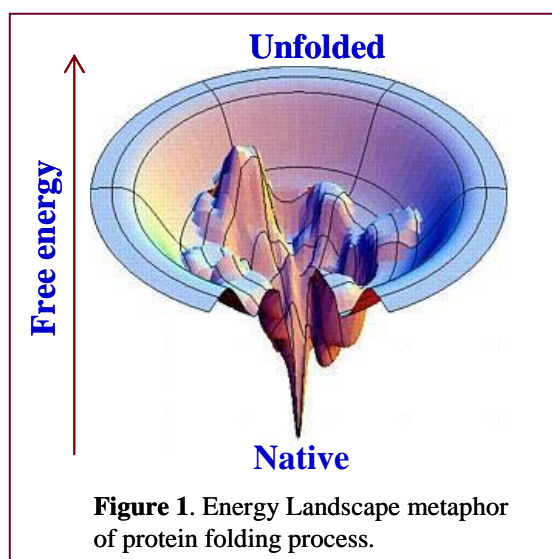 Unfolded
Free energy
Native
Figure 1. Energy Landscape metaphor
of protein folding process.